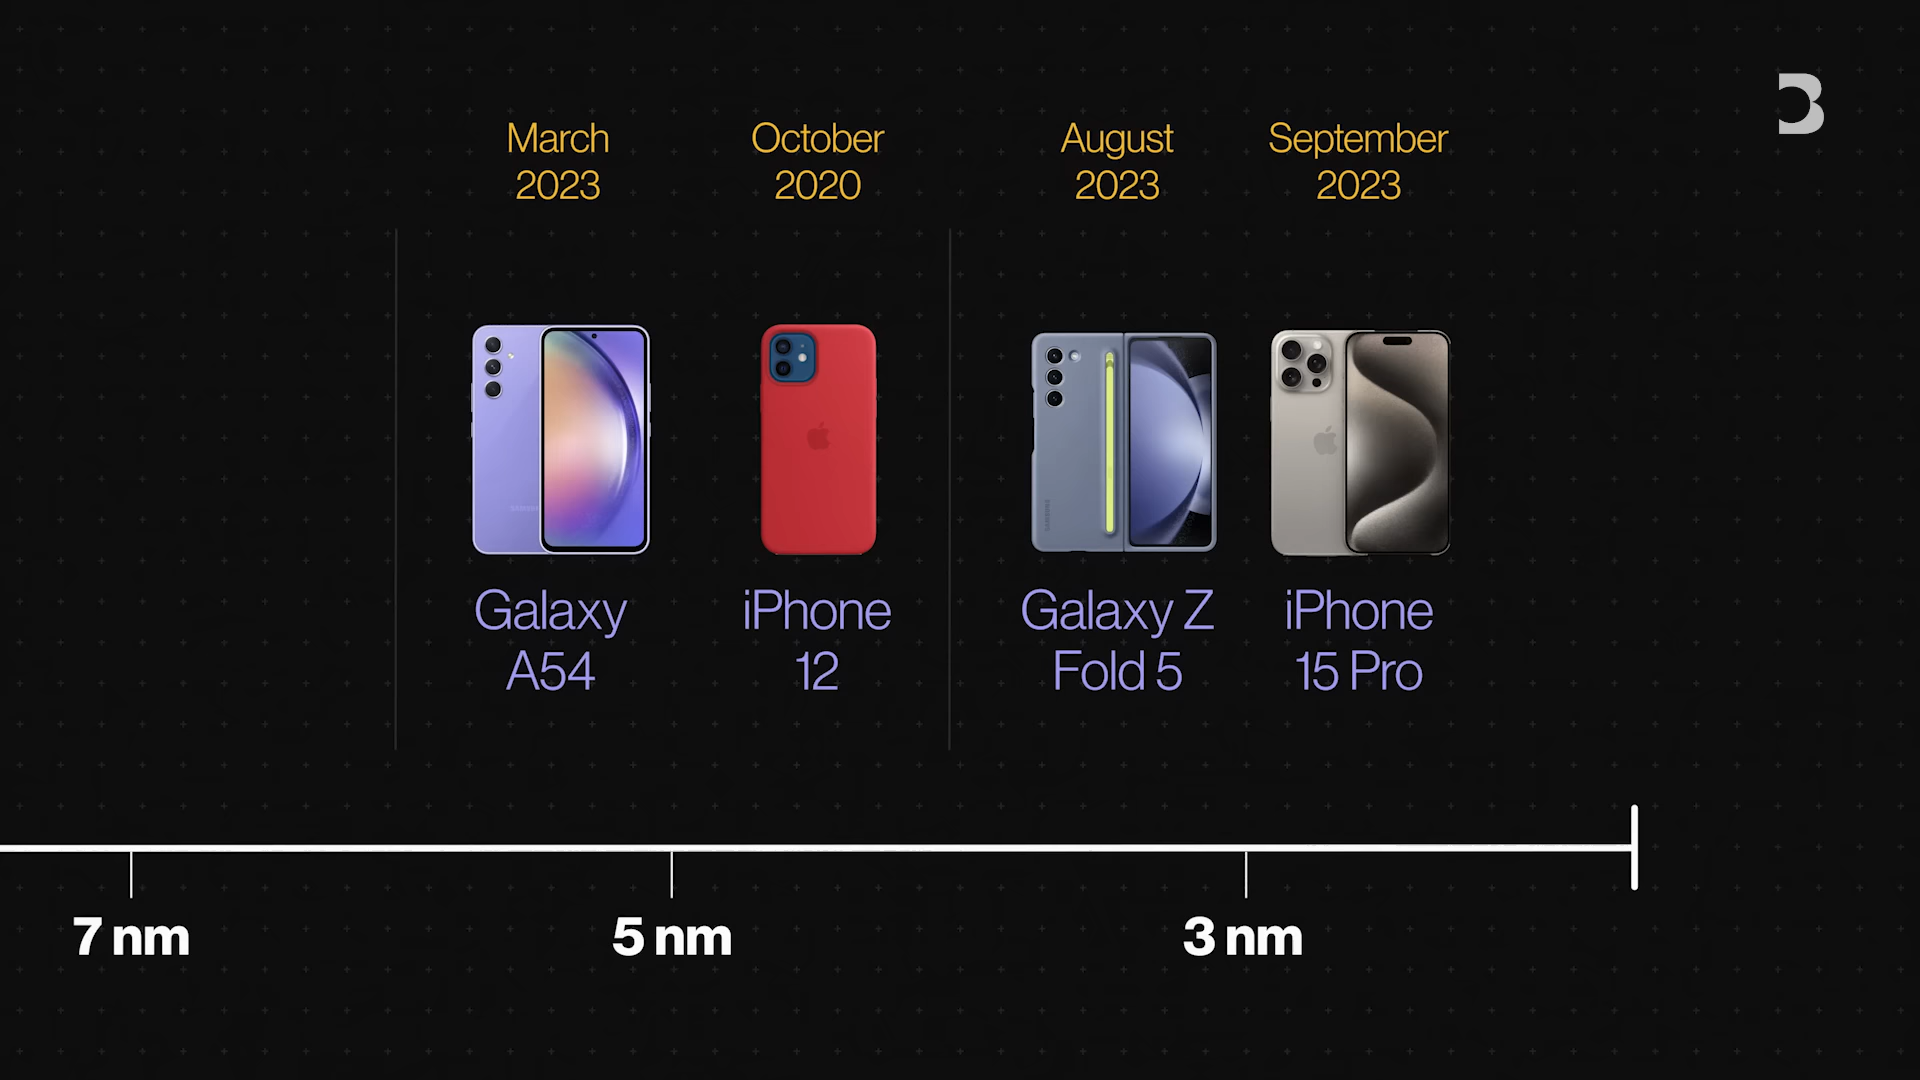 March
2023
October
2020
August
2023
September
2023
Galaxy
A54
iPhone
12
Galaxy Z
Fold 5
iPhone
15 Pro
7 nm
5 nm
3 nm